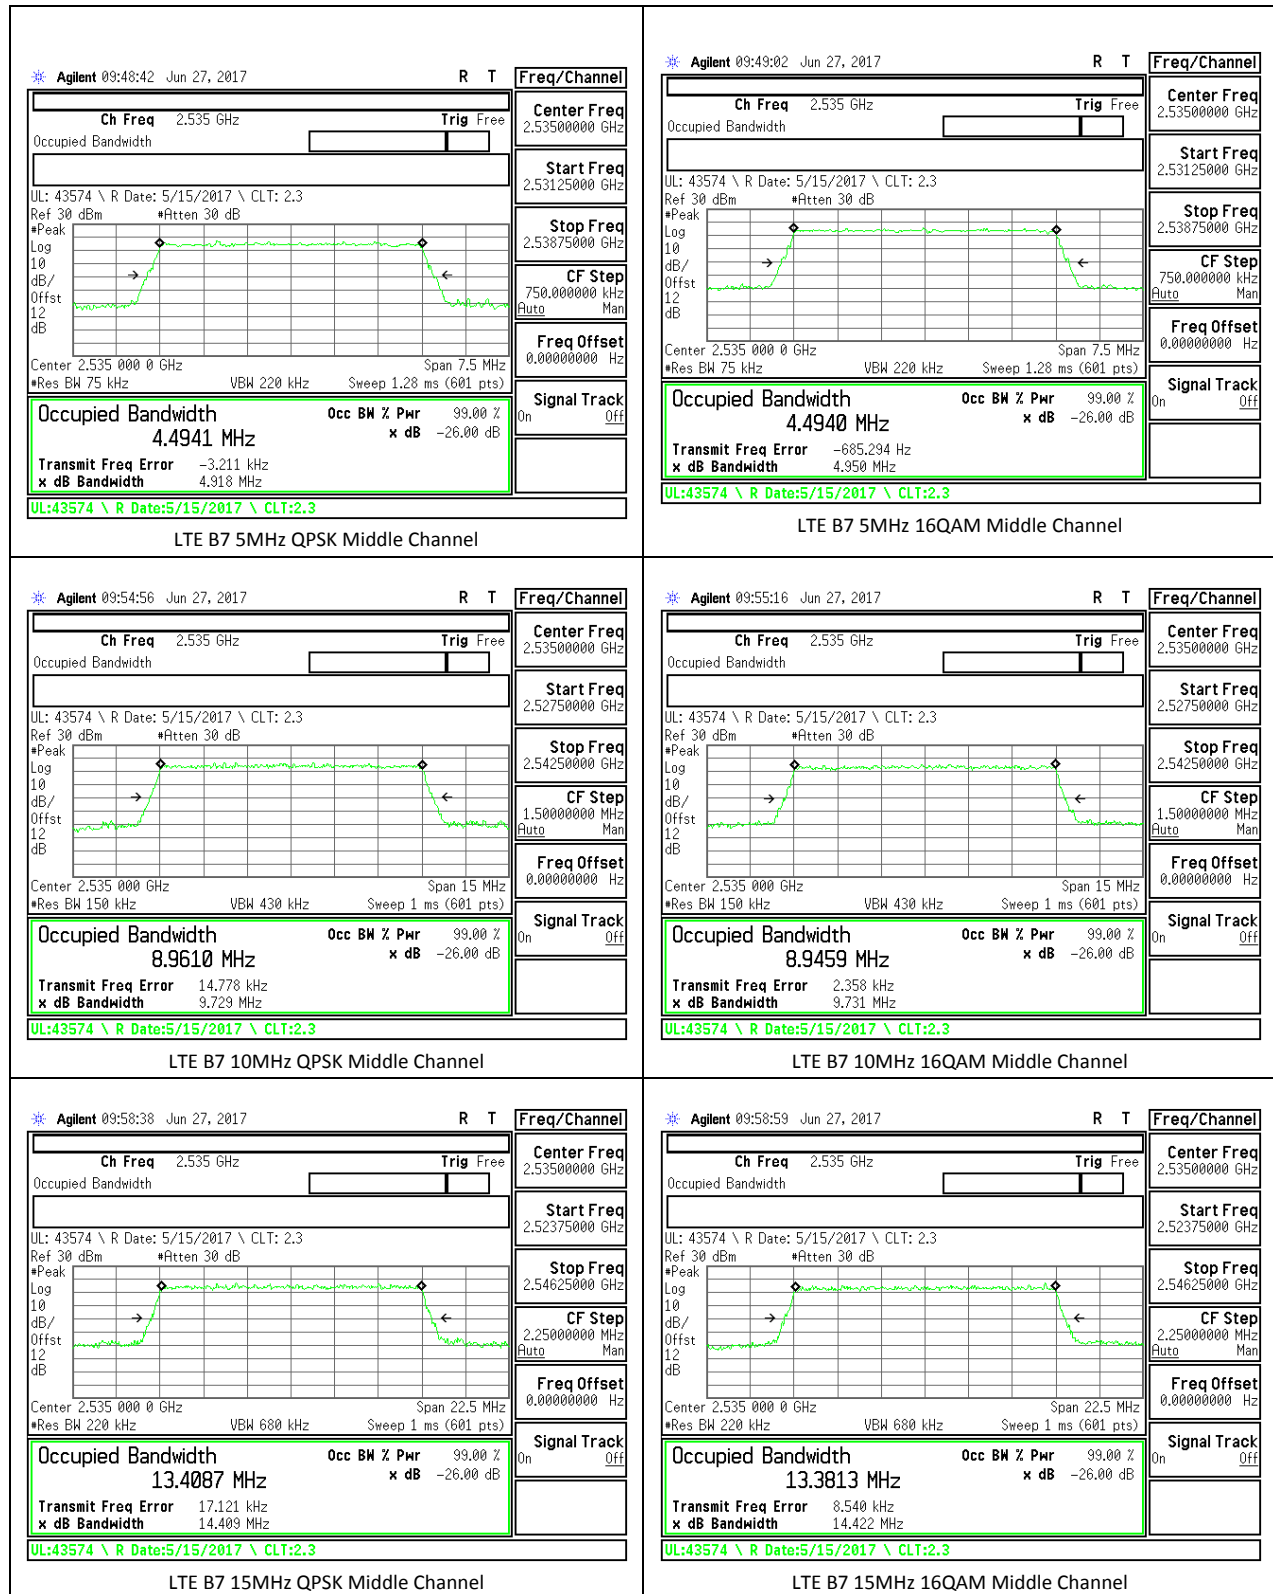 Agilent 09:48:42 Jun 27, 2017 R T Freq/Channel
Ch Freq 2.535 GHz Trig Free
Occupied Bandwidth
Center Freq
2.53500000 GHz
Start Freq
2.53125000 GHz
UL: 43574 \ R Date: 5/15/2017 \ CLT: 2.3
Ref 30 dBm #Atten 30 dB
#Peak
Log
10
dB/
Offst
12
dB
Stop Freq
2.53875000 GHz
CF Step
750.000000 kHz
Auto Man
Freq Offset
0.00000000 Hz
Center 2.535 000 0 GHz Span 7.5 MHz
#Res BW 75 kHz VBW 220 kHz Sweep 1.28 ms (601 pts)
Signal Track
On Off
Occupied Bandwidth Occ BW % Pwr 99.00 %
4.4941 MHz x dB -26.00 dB
Transmit Freq Error -3.211 kHz
x dB Bandwidth 4.918 MHz
UL:43574 \ R Date:5/15/2017 \ CLT:2.3
LTE B7 5MHz QPSK Middle Channel
Agilent 09:49:02 Jun 27, 2017 R T Freq/Channel
Ch Freq 2.535 GHz Trig Free
Occupied Bandwidth
Center Freq
2.53500000 GHz
Start Freq
2.53125000 GHz
UL: 43574 \ R Date: 5/15/2017 \ CLT: 2.3
Ref 30 dBm #Atten 30 dB
#Peak
Log
10
dB/
Offst
12
dB
Stop Freq
2.53875000 GHz
CF Step
750.000000 kHz
Auto Man
Freq Offset
0.00000000 Hz
Center 2.535 000 0 GHz Span 7.5 MHz
#Res BW 75 kHz VBW 220 kHz Sweep 1.28 ms (601 pts)
Signal Track
On Off
Occupied Bandwidth Occ BW % Pwr 99.00 %
4.4940 MHz x dB -26.00 dB
Transmit Freq Error -685.294 Hz
x dB Bandwidth 4.950 MHz
UL:43574 \ R Date:5/15/2017 \ CLT:2.3
LTE B7 5MHz 16QAM Middle Channel
Agilent 09:54:56 Jun 27, 2017 R T Freq/Channel
Ch Freq 2.535 GHz Trig Free
Occupied Bandwidth
Center Freq
2.53500000 GHz
Start Freq
2.52750000 GHz
UL: 43574 \ R Date: 5/15/2017 \ CLT: 2.3
Ref 30 dBm #Atten 30 dB
#Peak
Log
10
dB/
Offst
12
dB
Stop Freq
2.54250000 GHz
CF Step
1.50000000 MHz
Auto Man
Freq Offset
0.00000000 Hz
Center 2.535 000 GHz Span 15 MHz
#Res BW 150 kHz VBW 430 kHz Sweep 1 ms (601 pts)
Signal Track
On Off
Occupied Bandwidth Occ BW % Pwr 99.00 %
8.9610 MHz x dB -26.00 dB
Transmit Freq Error 14.778 kHz
x dB Bandwidth 9.729 MHz
UL:43574 \ R Date:5/15/2017 \ CLT:2.3
LTE B7 10MHz QPSK Middle Channel
Agilent 09:55:16 Jun 27, 2017 R T Freq/Channel
Ch Freq 2.535 GHz Trig Free
Occupied Bandwidth
Center Freq
2.53500000 GHz
Start Freq
2.52750000 GHz
UL: 43574 \ R Date: 5/15/2017 \ CLT: 2.3
Ref 30 dBm #Atten 30 dB
#Peak
Log
10
dB/
Offst
12
dB
Stop Freq
2.54250000 GHz
CF Step
1.50000000 MHz
Auto Man
Freq Offset
0.00000000 Hz
Center 2.535 000 GHz Span 15 MHz
#Res BW 150 kHz VBW 430 kHz Sweep 1 ms (601 pts)
Signal Track
On Off
Occupied Bandwidth Occ BW % Pwr 99.00 %
8.9459 MHz x dB -26.00 dB
Transmit Freq Error 2.358 kHz
x dB Bandwidth 9.731 MHz
UL:43574 \ R Date:5/15/2017 \ CLT:2.3
LTE B7 10MHz 16QAM Middle Channel
Agilent 09:58:38 Jun 27, 2017 R T Freq/Channel
Ch Freq 2.535 GHz Trig Free
Occupied Bandwidth
Center Freq
2.53500000 GHz
Start Freq
2.52375000 GHz
UL: 43574 \ R Date: 5/15/2017 \ CLT: 2.3
Ref 30 dBm #Atten 30 dB
#Peak
Log
10
dB/
Offst
12
dB
Stop Freq
2.54625000 GHz
CF Step
2.25000000 MHz
Auto Man
Freq Offset
0.00000000 Hz
Center 2.535 000 0 GHz Span 22.5 MHz
#Res BW 220 kHz VBW 680 kHz Sweep 1 ms (601 pts)
Signal Track
On Off
Occupied Bandwidth Occ BW % Pwr 99.00 %
13.4087 MHz x dB -26.00 dB
Transmit Freq Error 17.121 kHz
x dB Bandwidth 14.409 MHz
UL:43574 \ R Date:5/15/2017 \ CLT:2.3
LTE B7 15MHz QPSK Middle Channel
Agilent 09:58:59 Jun 27, 2017 R T Freq/Channel
Ch Freq 2.535 GHz Trig Free
Occupied Bandwidth
Center Freq
2.53500000 GHz
Start Freq
2.52375000 GHz
UL: 43574 \ R Date: 5/15/2017 \ CLT: 2.3
Ref 30 dBm #Atten 30 dB
#Peak
Log
10
dB/
Offst
12
dB
Stop Freq
2.54625000 GHz
CF Step
2.25000000 MHz
Auto Man
Freq Offset
0.00000000 Hz
Center 2.535 000 0 GHz Span 22.5 MHz
#Res BW 220 kHz VBW 680 kHz Sweep 1 ms (601 pts)
Signal Track
On Off
Occupied Bandwidth Occ BW % Pwr 99.00 %
13.3813 MHz x dB -26.00 dB
Transmit Freq Error 8.540 kHz
x dB Bandwidth 14.422 MHz
UL:43574 \ R Date:5/15/2017 \ CLT:2.3
LTE B7 15MHz 16QAM Middle Channel